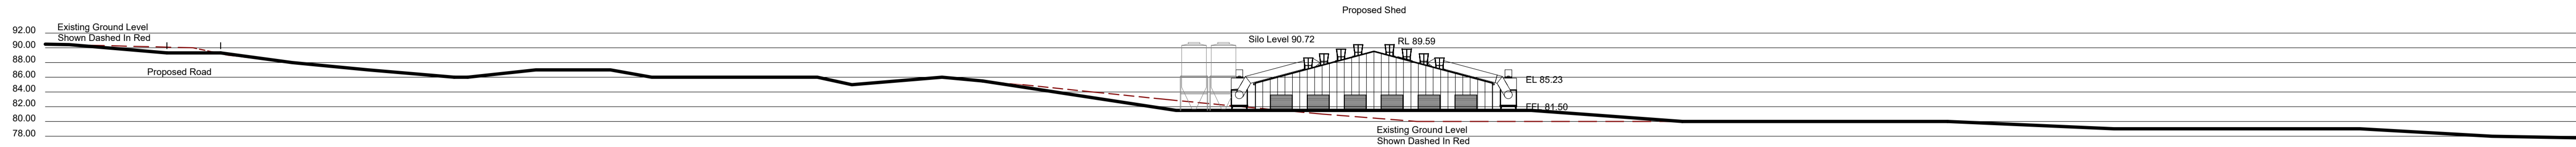 Proposed Shed
Existing Ground Level
Shown Dashed In Red
92.00
90.00
88.00
86.00
84.00
82.00
80.00
78.00
Proposed Road
Silo Level 90.72
RL 89.59
EL 85.23
FFL 81.50
Existing Ground Level
Shown Dashed In Red